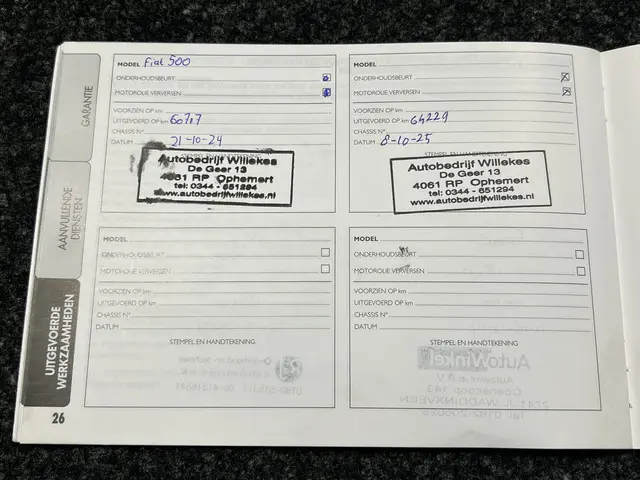 GARANTIE
AANVULLENDE
DIENSTEN
UITGEVOERDE
WERKZAAMHEDEN
26
MODEL Fiat 500
ONDERHOUDSBEURT
MOTOROLIE VERVERSEN
VOORZIEN OP km
UITGEVOERD OP km 60717
CHASSIS N°
DATUM 21-10-24
Autobedrijf Willekes
De Geer 13
4061 RP Ophemert
tel: 0344 - 651294
www.autobedrijfwillekes.nl
MODEL
ONDERHOUDSBEURT
MOTOROLIE VERVERSEN
VOORZIEN OP km
UITGEVOERD OP km 64229
CHASSIS N°
DATUM 8-10-25
STEMPEL EN HANDTEKENING
Autobedrijf Willekes
De Geer 13
4061 RP Ophemert
tel: 0344 - 651294
www.autobedrijfwillekes.nl
MODEL
ONDERHOUDSBEURT
MOTOROLIE VERVERSEN
VOORZIEN OP km
UITGEVOERD OP km
CHASSIS N°
DATUM
STEMPEL EN HANDTEKENING
MODEL
ONDERHOUDSBEURT
MOTOROLIE VERVERSEN
VOORZIEN OP km
UITGEVOERD OP km
CHASSIS N°
DATUM
STEMPEL EN HANDTEKENING